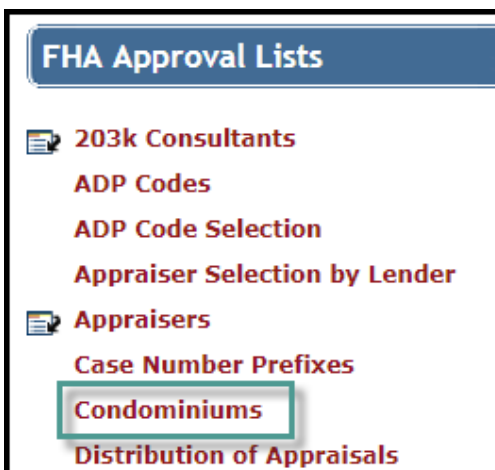 FHA Approval Lists
203k Consultants
ADP Codes
ADP Code Selection
Appraiser Selection by Lender
Appraisers
Case Number Prefixes
Condominiums
Distribution of Appraisals